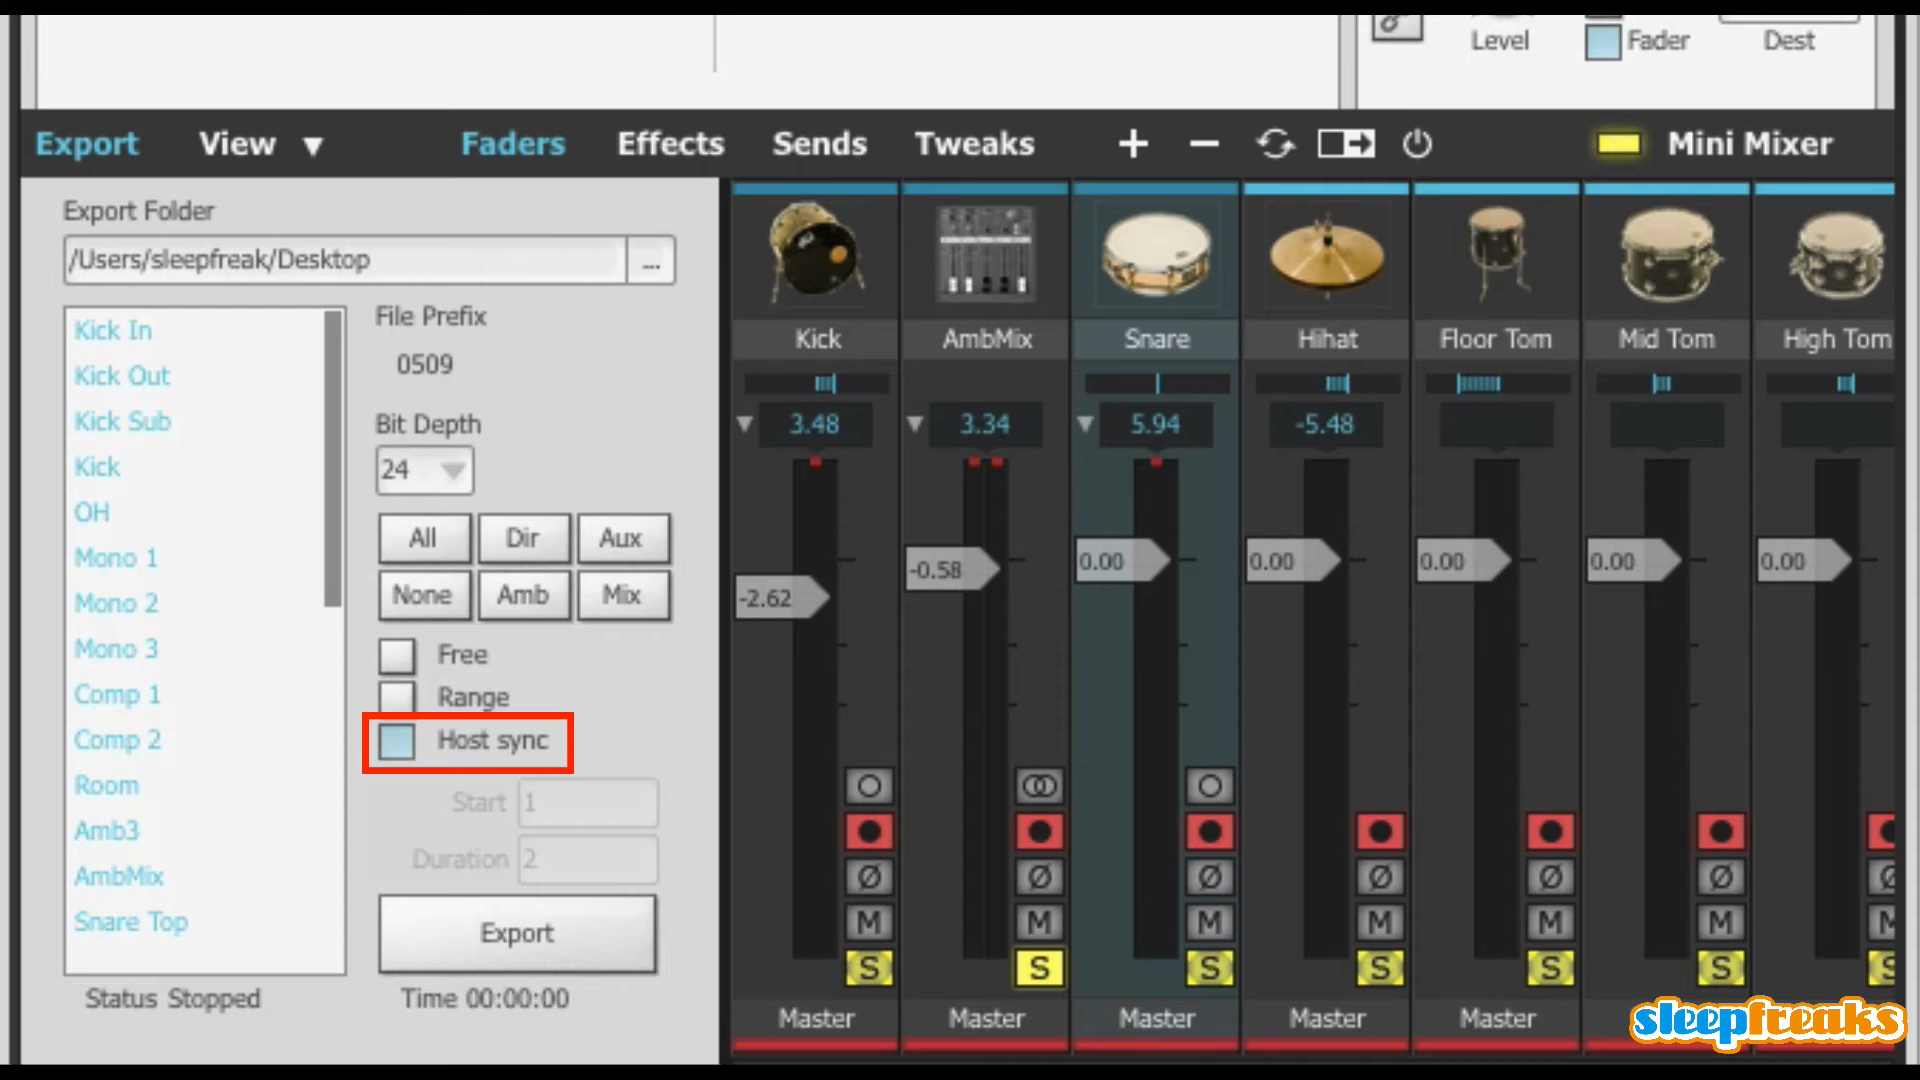 Level
Fader
Dest
Export
View
Faders
Effects
Sends
Tweaks
Mini Mixer
Export Folder
/Users/sleepfreak/Desktop
...
Kick In
Kick Out
Kick Sub
Kick
OH
Mono 1
Mono 2
Mono 3
Comp 1
Comp 2
Room
Amb3
AmbMix
Snare Top
File Prefix
0509
Bit Depth
24
All
Dir
Aux
None
Amb
Mix
Free
Range
Host sync
Start 1
Duration 2
Export
Status Stopped
Time 00:00:00
Kick
AmbMix
Snare
Hihat
Floor Tom
Mid Tom
High Tom
3.48
3.34
5.94
-5.48
-2.62
-0.58
0.00
0.00
0.00
0.00
0.00
M
M
M
M
M
M
M
S
S
S
S
S
S
S
Master
Master
Master
Master
Master
sleepfreaks